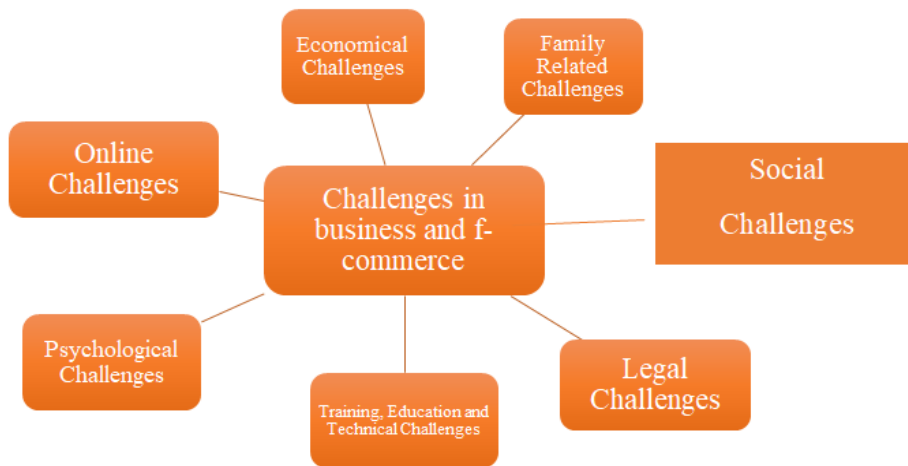 Economical
Challenges
Family
Related
Challenges
Online
Challenges
Challenges in
business and f-
commerce
Social
Challenges
Psychological
Challenges
Training, Education and
Technical Challenges
Legal
Challenges